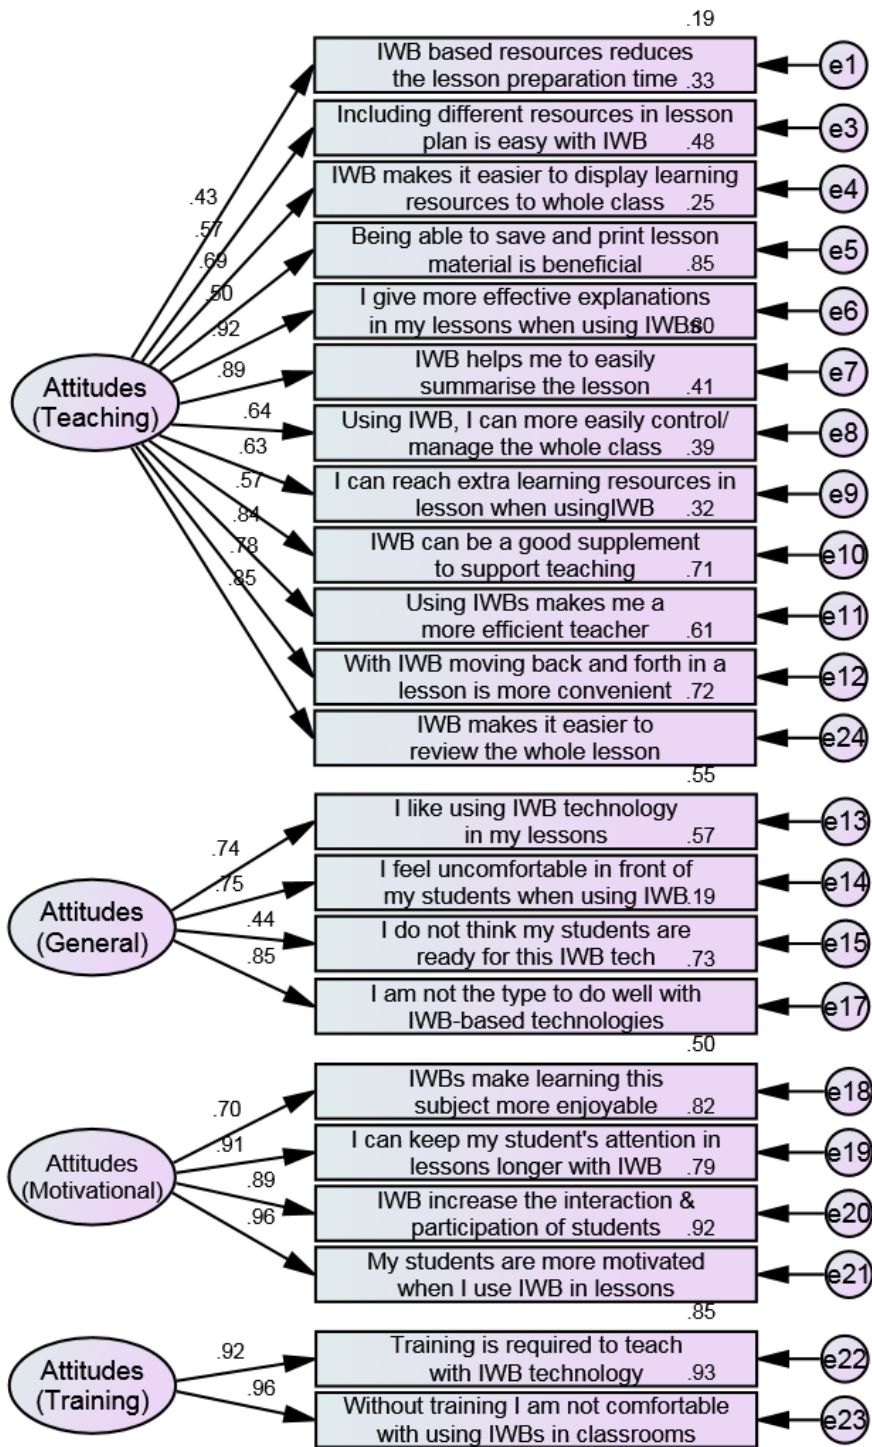 .19
IWB based resources reduces
the lesson preparation time .33
e1
Including different resources in lesson
plan is easy with IWB .48
e3
IWB makes it easier to display learning
resources to whole class .25
e4
Being able to save and print lesson
material is beneficial .85
e5
I give more effective explanations
in my lessons when using IWBs .80
e6
IWB helps me to easily
summarise the lesson .41
e7
Using IWB, I can more easily control/
manage the whole class .39
e8
I can reach extra learning resources in
lesson when usingIWB .32
e9
IWB can be a good supplement
to support teaching .71
e10
Using IWBs makes me a
more efficient teacher .61
e11
With IWB moving back and forth in a
lesson is more convenient .72
e12
IWB makes it easier to
review the whole lesson
e24
.43
.57
.69
.50
.92
.89
.64
.63
.57
.84
.78
.85
Attitudes
(Teaching)
.55
I like using IWB technology
in my lessons .57
e13
I feel uncomfortable in front of
my students when using IWB .19
e14
I do not think my students are
ready for this IWB tech .73
e15
I am not the type to do well with
IWB-based technologies
e17
.74
.75
.44
.85
Attitudes
(General)
.50
IWBs make learning this
subject more enjoyable .82
e18
I can keep my student's attention in
lessons longer with IWB .79
e19
IWB increase the interaction &
participation of students .92
e20
My students are more motivated
when I use IWB in lessons
e21
.70
.91
.89
.96
Attitudes
(Motivational)
.85
Training is required to teach
with IWB technology .93
e22
Without training I am not comfortable
with using IWBs in classrooms
e23
.92
.96
Attitudes
(Training)